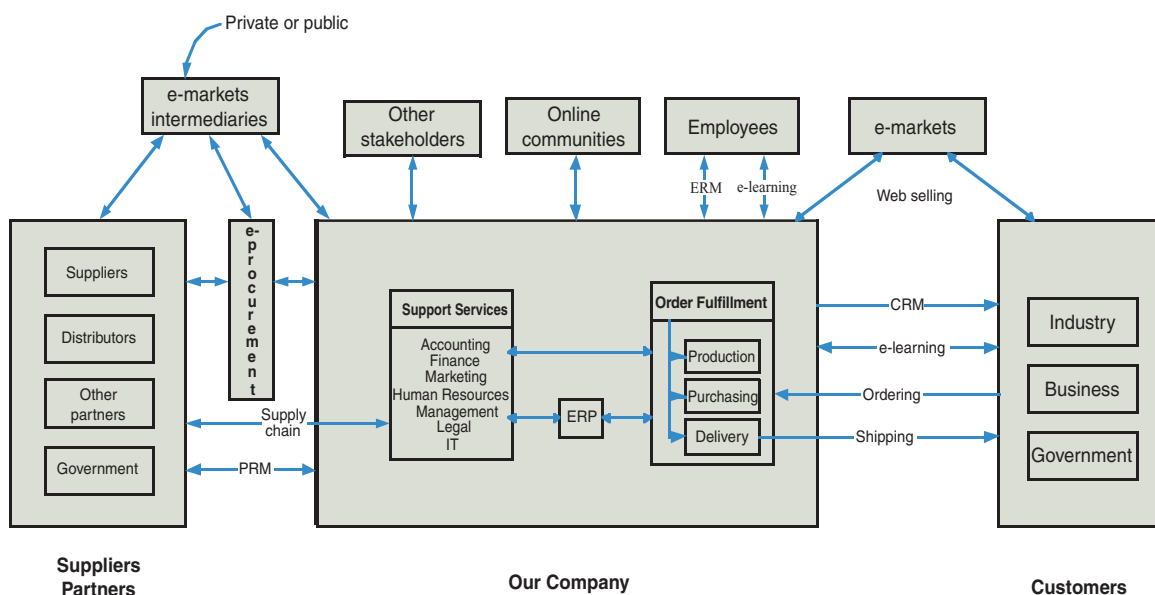 Private or public
e-markets
intermediaries
Other
stakeholders
Online
communities
Employees
e-markets
ERM
e-learning
Web selling
Suppliers
Distributors
Other
partners
Government
e-procurement
Supply
chain
PRM
Support Services
Accounting
Finance
Marketing
Human Resources
Management
Legal
IT
ERP
Order Fulfillment
Production
Purchasing
Delivery
CRM
e-learning
Ordering
Shipping
Industry
Business
Government
Suppliers
Partners
Our Company
Customers